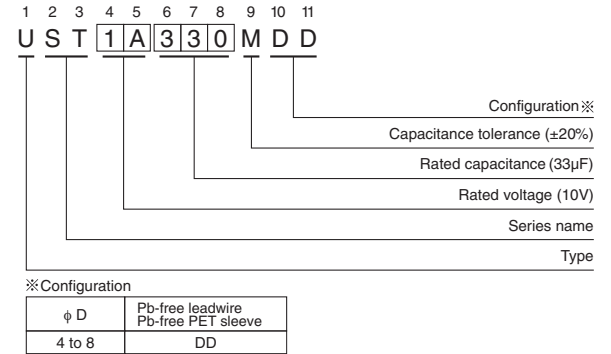 1 2 3 4 5 6 7 8 9 10 11
U S T 1 A 3 3 0 M D D
Configuration※
Capacitance tolerance (±20%)
Rated capacitance (33µF)
Rated voltage (10V)
Series name
Type
※Configuration
ϕ D
Pb-free leadwire
Pb-free PET sleeve
4 to 8
DD